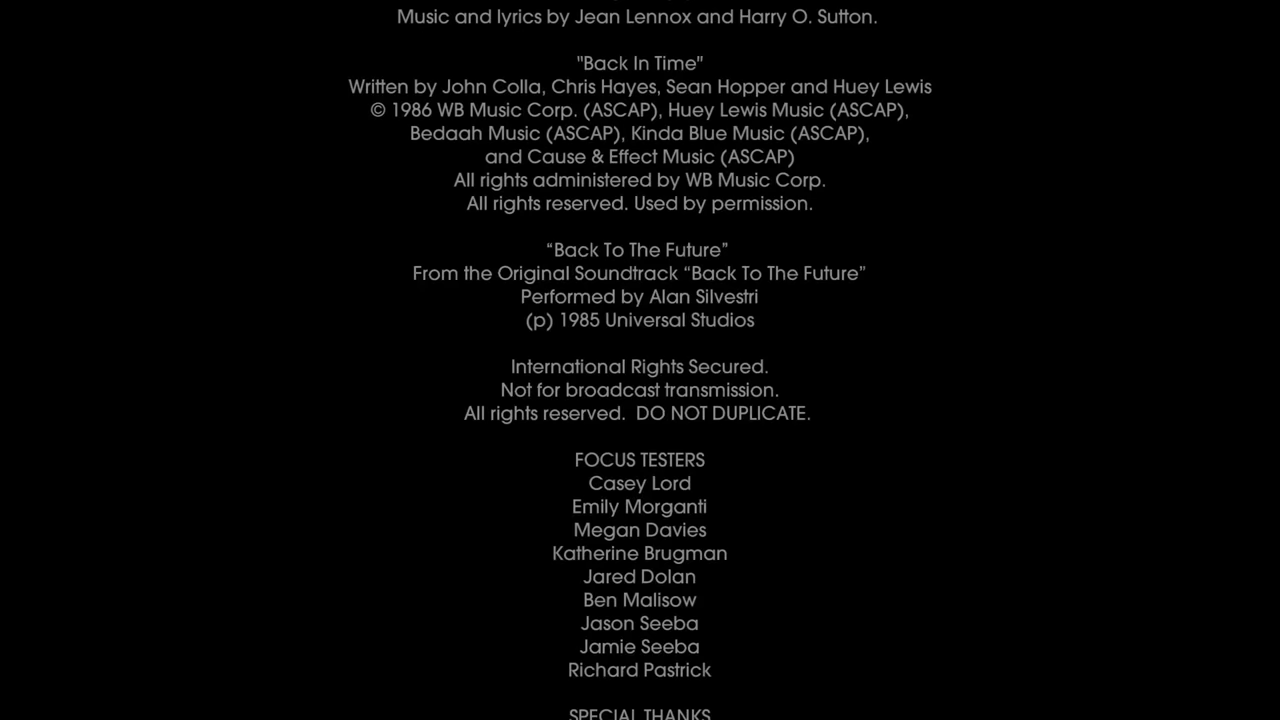 Music and lyrics by Jean Lennox and Harry O. Sutton.
"Back In Time"
Written by John Colla, Chris Hayes, Sean Hopper and Huey Lewis
© 1986 WB Music Corp. (ASCAP), Huey Lewis Music (ASCAP),
Bedaah Music (ASCAP), Kinda Blue Music (ASCAP),
and Cause & Effect Music (ASCAP)
All rights administered by WB Music Corp.
All rights reserved. Used by permission.
“Back To The Future”
From the Original Soundtrack “Back To The Future”
Performed by Alan Silvestri
(p) 1985 Universal Studios
International Rights Secured.
Not for broadcast transmission.
All rights reserved.  DO NOT DUPLICATE.
FOCUS TESTERS
Casey Lord
Emily Morganti
Megan Davies
Katherine Brugman
Jared Dolan
Ben Malisow
Jason Seeba
Jamie Seeba
Richard Pastrick
SPECIAL THANKS